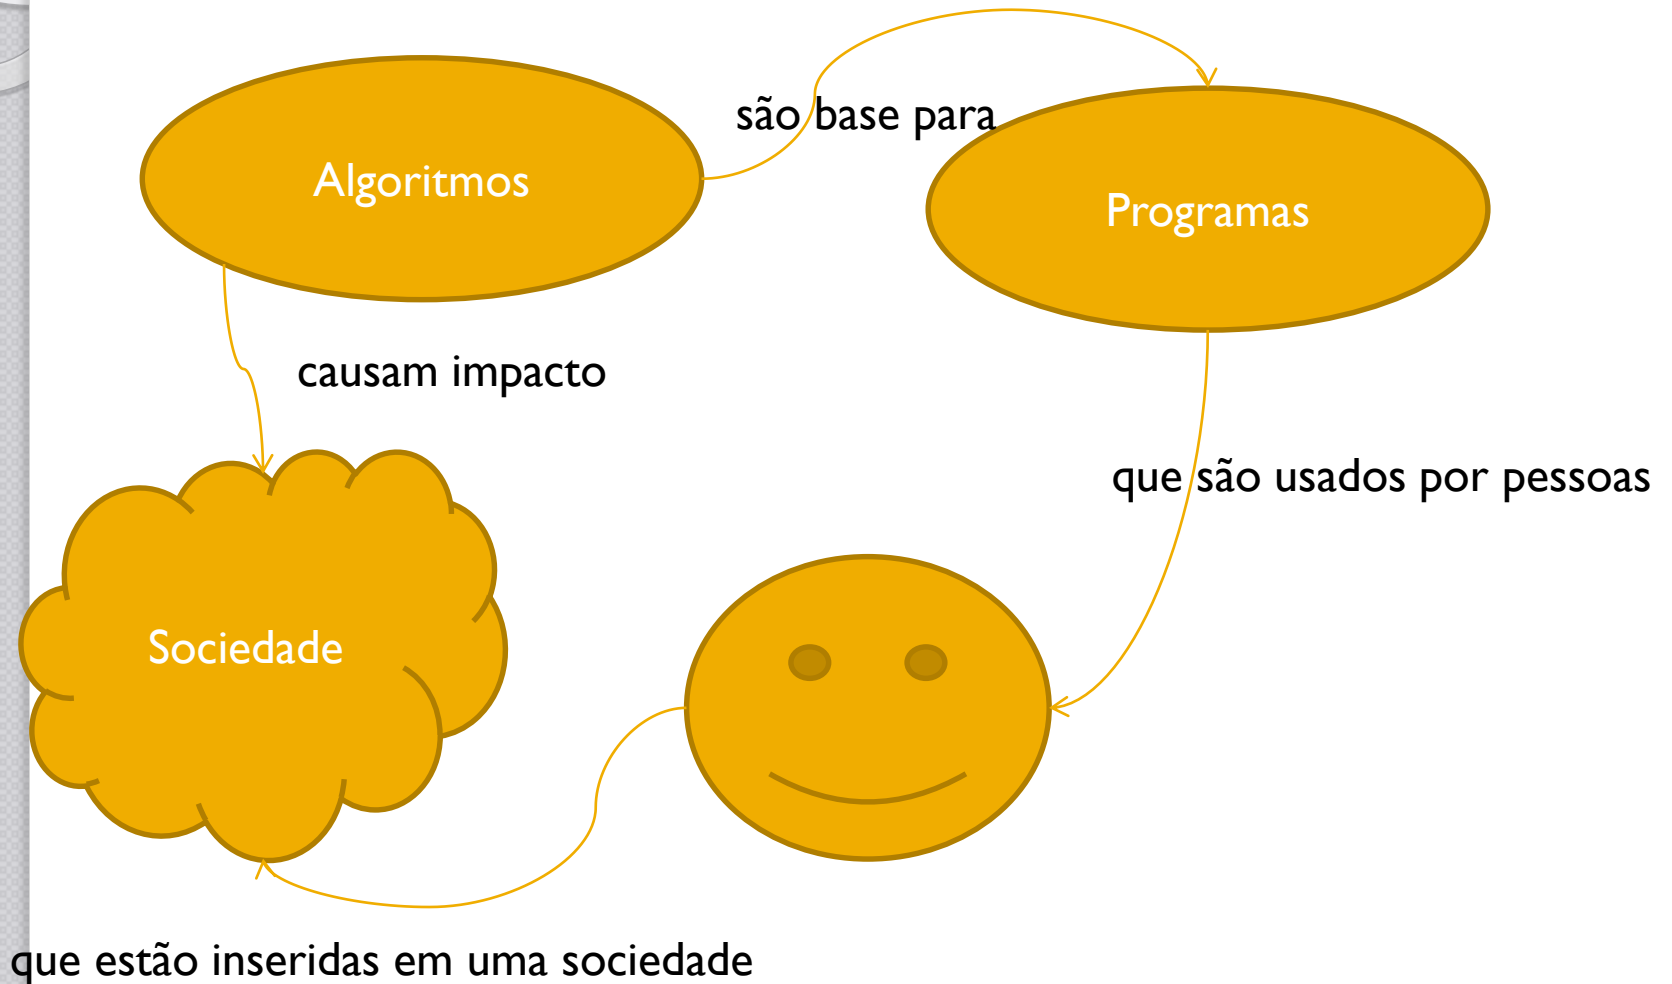 são base para
Algoritmos
Programas
causam impacto
que são usados por pessoas
Sociedade
que estão inseridas em uma sociedade